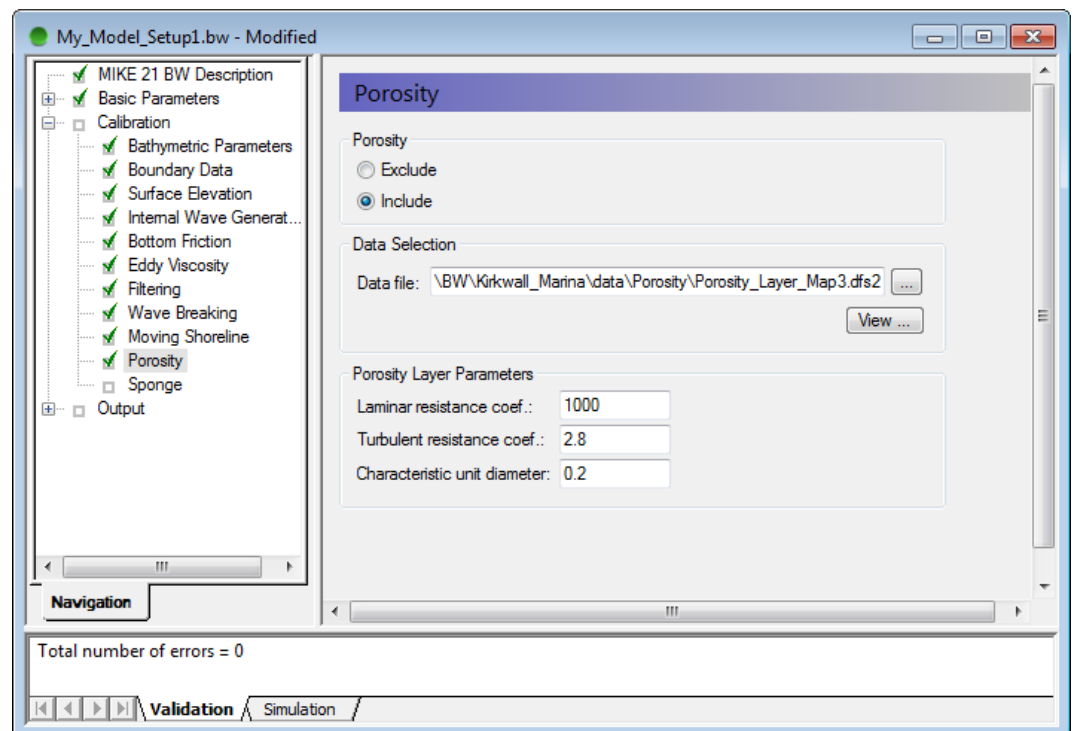 My_Model_Setup1.bw - Modified
MIKE 21 BW Description
Basic Parameters
Calibration
Bathymetric Parameters
Boundary Data
Surface Elevation
Internal Wave Generat...
Bottom Friction
Eddy Viscosity
Filtering
Wave Breaking
Moving Shoreline
Porosity
Sponge
Output
Navigation
Porosity
Porosity
Exclude
Include
Data Selection
Data file: \BW\Kirkwall_Marina\data\Porosity\Porosity_Layer_Map3.dfs2 ...
View ...
Porosity Layer Parameters
Laminar resistance coef.: 1000
Turbulent resistance coef.: 2.8
Characteristic unit diameter: 0.2
Total number of errors = 0
Validation Simulation